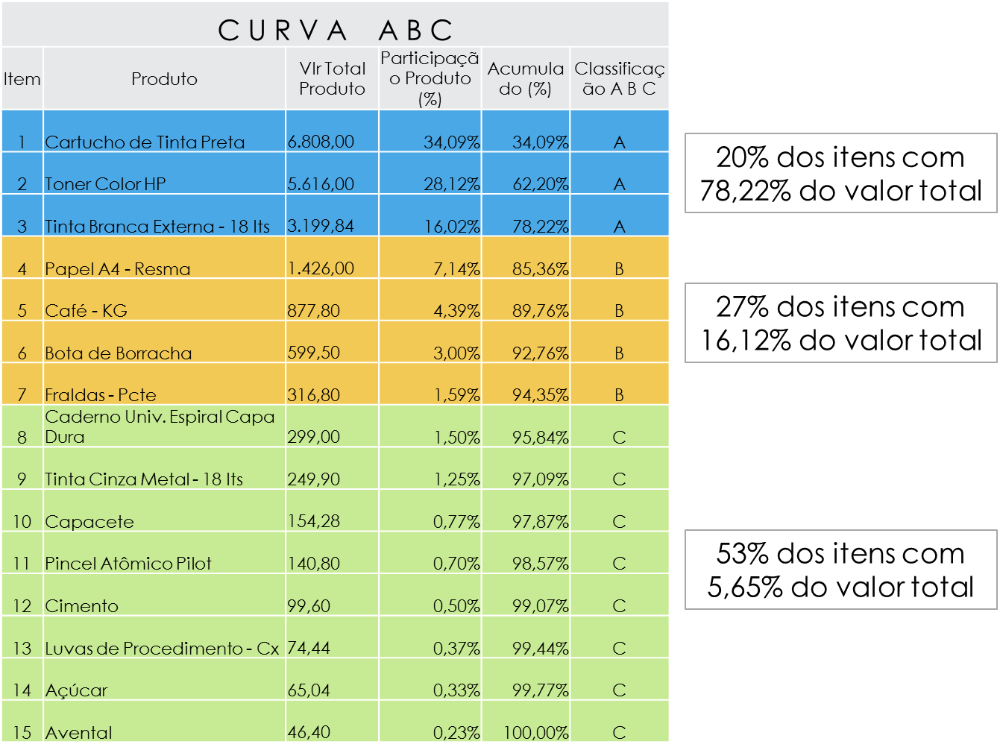 CURVA ABC
Item Produto Vlr Total Produto Participaçã o Produto (%) Acumula do (%) Classificaç ão A B C
1 Cartucho de Tinta Preta 6.808,00 34,09% 34,09% A
2 Toner Color HP 5.616,00 28,12% 62,20% A
3 Tinta Branca Externa - 18 lts 3.199,84 16,02% 78,22% A
4 Papel A4 - Resma 1.426,00 7,14% 85,36% B
5 Café - KG 877,80 4,39% 89,76% B
6 Bota de Borracha 599,50 3,00% 92,76% B
7 Fraldas - Pcte 316,80 1,59% 94,35% B
8 Caderno Univ. Espiral Capa Dura 299,00 1,50% 95,84% C
9 Tinta Cinza Metal - 18 lts 249,90 1,25% 97,09% C
10 Capacete 154,28 0,77% 97,87% C
11 Pincel Atômico Pilot 140,80 0,70% 98,57% C
12 Cimento 99,60 0,50% 99,07% C
13 Luvas de Procedimento - Cx 74,44 0,37% 99,44% C
14 Açúcar 65,04 0,33% 99,77% C
15 Avental 46,40 0,23% 100,00% C
20% dos itens com
78,22% do valor total
27% dos itens com
16,12% do valor total
53% dos itens com
5,65% do valor total